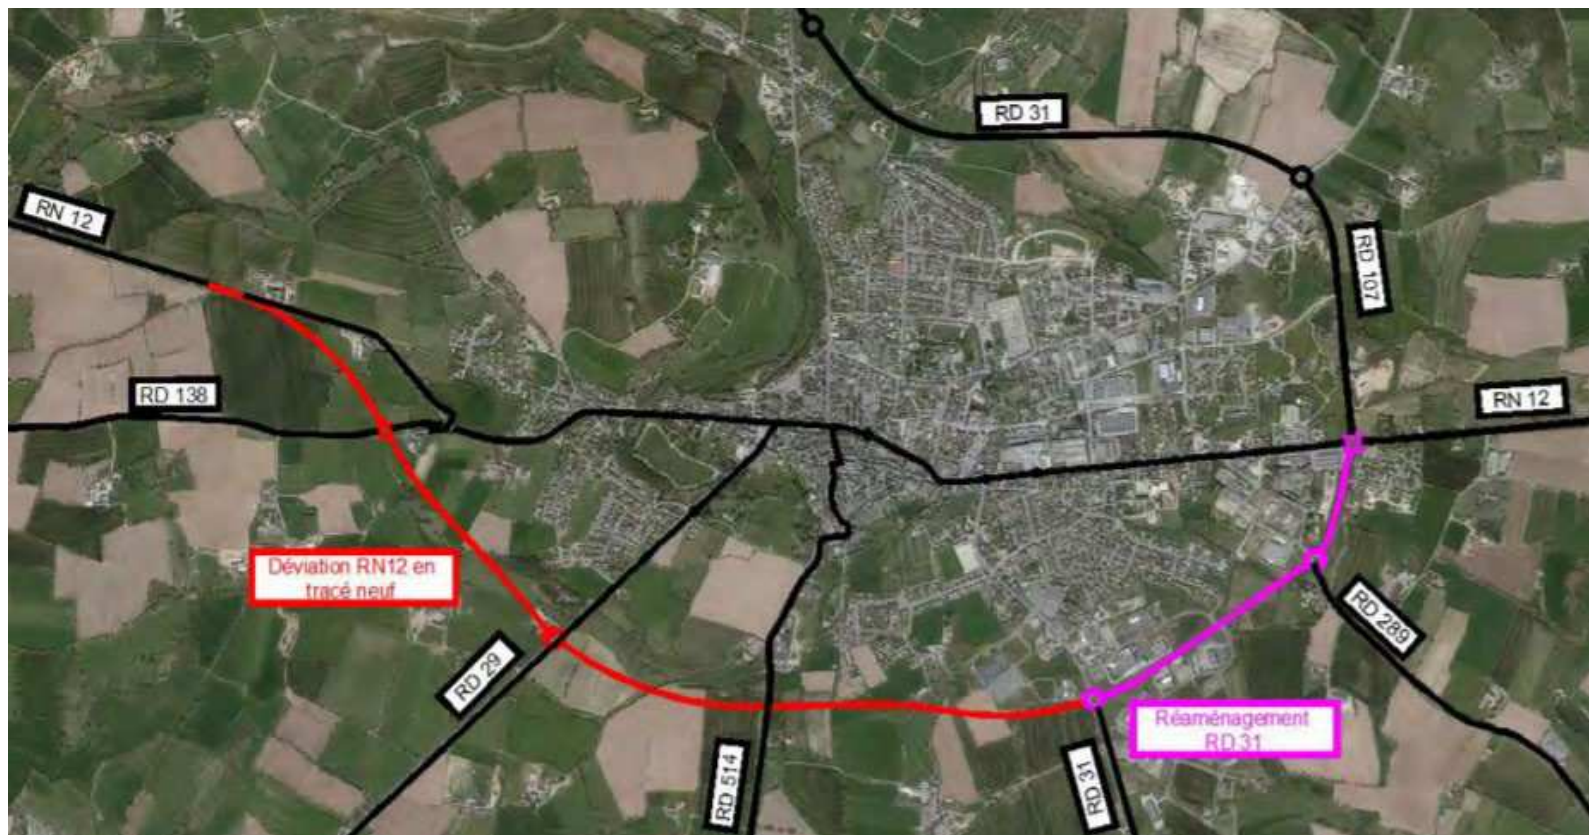 RD 31
RN 12
RD 107
RD 138
RN 12
Déviation RN12 en
tracé neuf
RD 29
RD 289
RD 514
RD 31
Réaménagement
RD 31